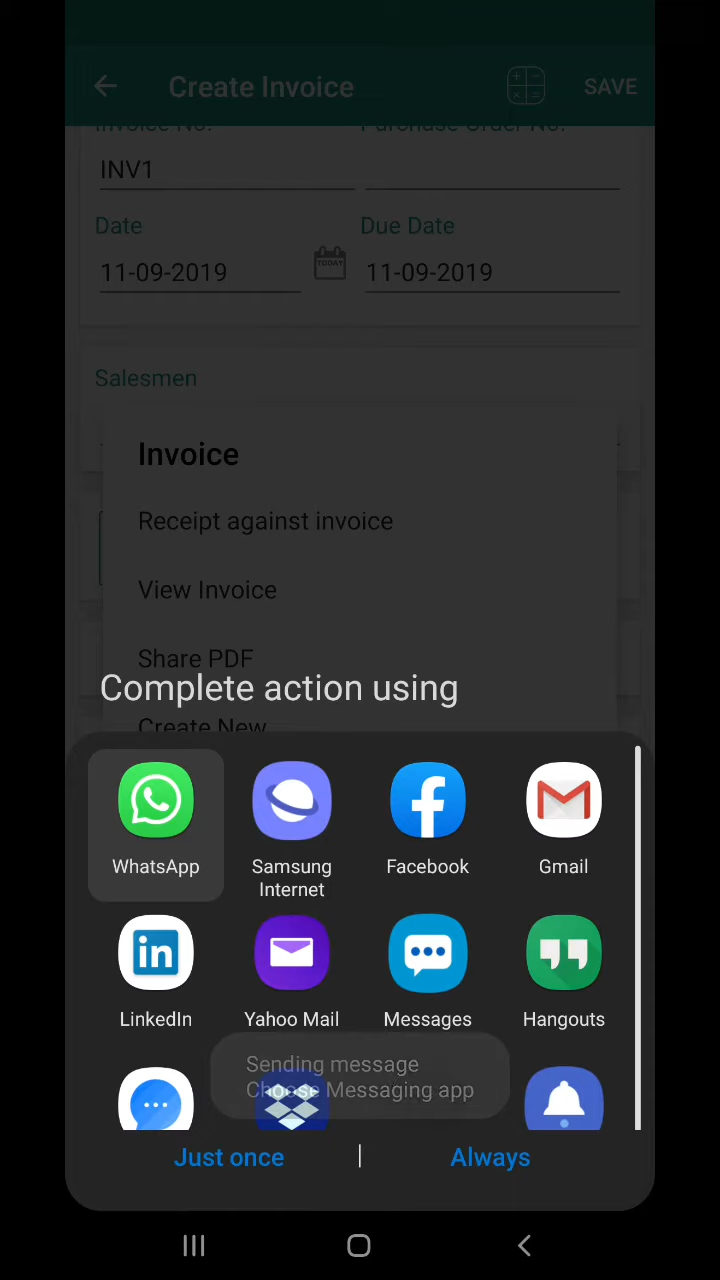 Create Invoice
SAVE
Invoice No.
Purchase Order No.
INV1
Date
Due Date
11-09-2019
TODAY
11-09-2019
Salesmen
Invoice
Receipt against invoice
View Invoice
Share PDF
Complete action using
Create New
WhatsApp
Samsung
Internet
Facebook
Gmail
in
LinkedIn
Yahoo Mail
Messages
Hangouts
Sending message
Choose Messaging app
Just once
Always